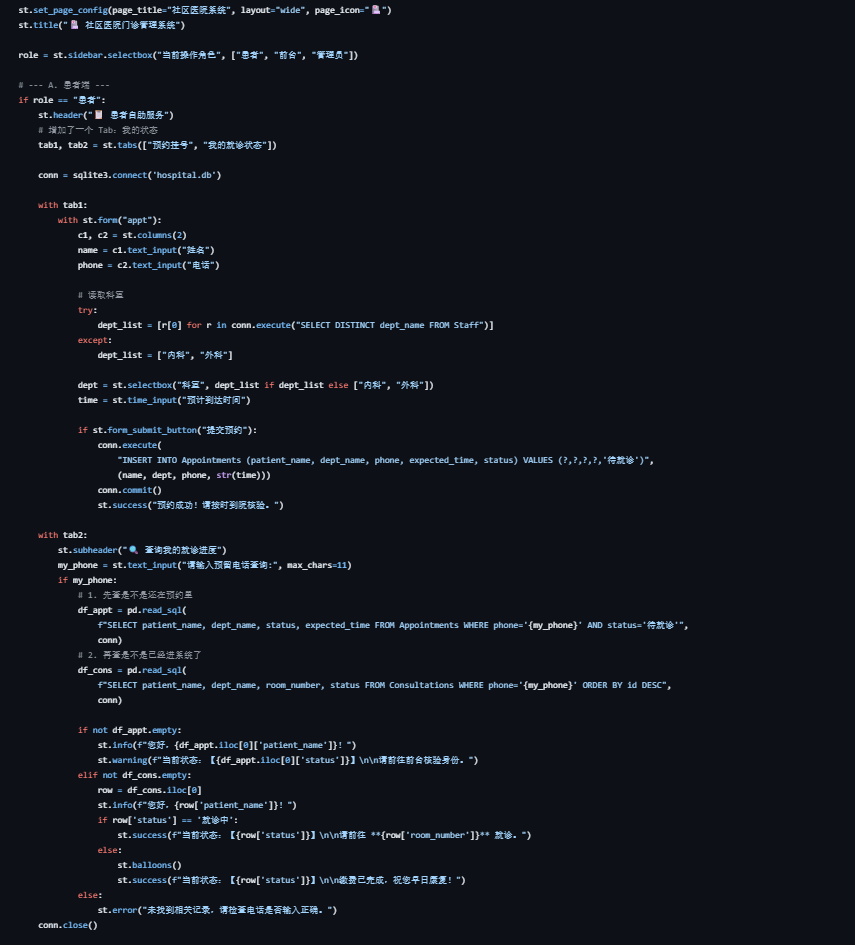 st.set_page_config(page_title="社区医院系统", layout="wide", page_icon="🏥")
st.title("🏥 社区医院门诊管理系统")

role = st.sidebar.selectbox("当前操作角色", ["患者", "前台", "管理员"])

# --- A. 患者端 ---
if role == "患者":
    st.header("📋 患者自助服务")
    # 增加了一个 Tab：我的状态
    tab1, tab2 = st.tabs(["预约挂号", "我的就诊状态"])

    conn = sqlite3.connect('hospital.db')

    with tab1:
        with st.form("appt"):
            c1, c2 = st.columns(2)
            name = c1.text_input("姓名")
            phone = c2.text_input("电话")

            # 读取科室
            try:
                dept_list = [r[0] for r in conn.execute("SELECT DISTINCT dept_name FROM Staff")]
            except:
                dept_list = ["内科", "外科"]

            dept = st.selectbox("科室", dept_list if dept_list else ["内科", "外科"])
            time = st.time_input("预计到达时间")

            if st.form_submit_button("提交预约"):
                conn.execute(
                    "INSERT INTO Appointments (patient_name, dept_name, phone, expected_time, status) VALUES (?,?,?,?,'待就诊')",
                    (name, dept, phone, str(time)))
                conn.commit()
                st.success("预约成功！请按时到院核验。")

    with tab2:
        st.subheader("🔍 查询我的就诊进度")
        my_phone = st.text_input("请输入预留电话查询:", max_chars=11)
        if my_phone:
            # 1. 先查是不是还在预约里
            df_appt = pd.read_sql(
                f"SELECT patient_name, dept_name, status, expected_time FROM Appointments WHERE phone='{my_phone}' AND status='待就诊'",
                conn)
            # 2. 再查是不是已经进系统了
            df_cons = pd.read_sql(
                f"SELECT patient_name, dept_name, room_number, status FROM Consultations WHERE phone='{my_phone}' ORDER BY id DESC",
                conn)

            if not df_appt.empty:
                st.info(f"您好，{df_appt.iloc[0]['patient_name']}！")
                st.warning(f"当前状态：【{df_appt.iloc[0]['status']}】\n\n请前往前台核验身份。")
            elif not df_cons.empty:
                row = df_cons.iloc[0]
                st.info(f"您好，{row['patient_name']}！")
                if row['status'] == '就诊中':
                    st.success(f"当前状态：【{row['status']}】\n\n请前往 **{row['room_number']}** 就诊。")
                else:
                    st.balloons()
                    st.success(f"当前状态：【{row['status']}】\n\n缴费已完成，祝您早日康复！")
            else:
                st.error("未找到相关记录，请检查电话是否输入正确。")
    conn.close()